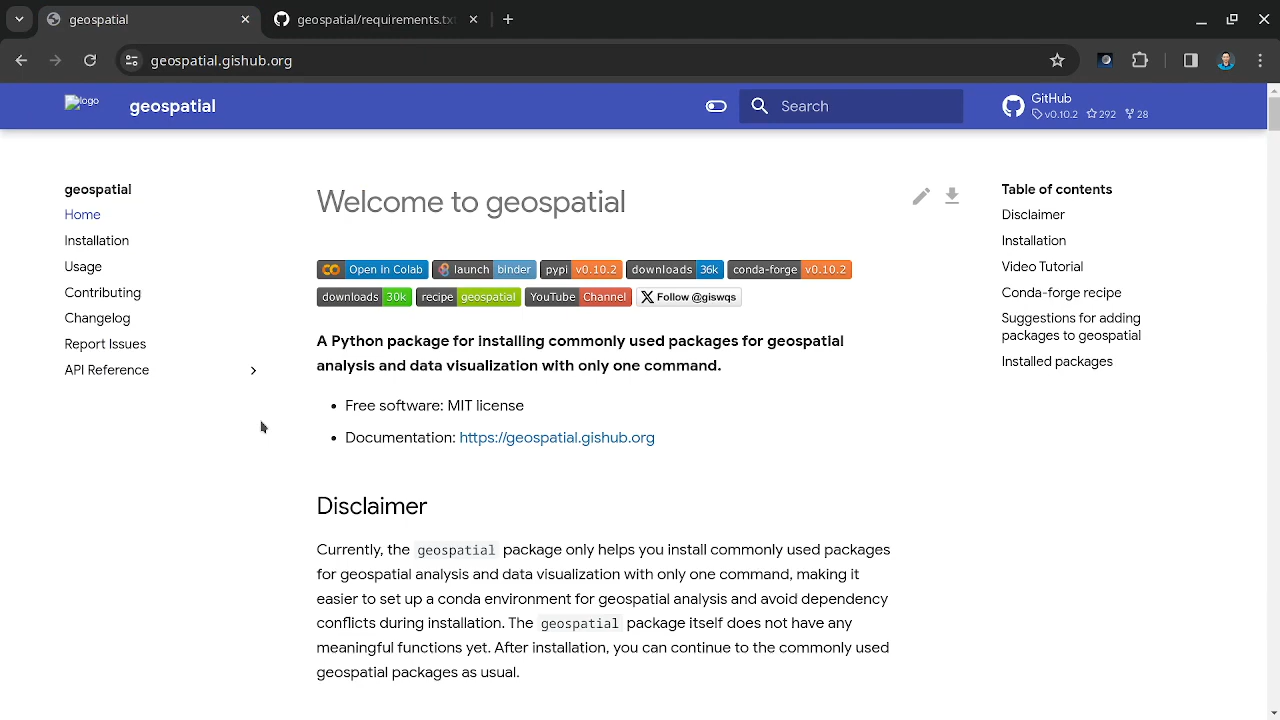 geospatial
geospatial/requirements.txt
geospatial.gishub.org
logo
geospatial
Search
GitHub
v0.10.2 292 28
geospatial
Home
Installation
Usage
Contributing
Changelog
Report Issues
API Reference
Welcome to geospatial
Open in Colab launch binder pypi v0.10.2 downloads 36k conda-forge v0.10.2
downloads 30k recipe geospatial YouTube Channel X Follow @giswqs
A Python package for installing commonly used packages for geospatial
analysis and data visualization with only one command.
• Free software: MIT license
• Documentation: https://geospatial.gishub.org
Disclaimer
Currently, the geospatial package only helps you install commonly used packages
for geospatial analysis and data visualization with only one command, making it
easier to set up a conda environment for geospatial analysis and avoid dependency
conflicts during installation. The geospatial package itself does not have any
meaningful functions yet. After installation, you can continue to the commonly used
geospatial packages as usual.
Table of contents
Disclaimer
Installation
Video Tutorial
Conda-forge recipe
Suggestions for adding
packages to geospatial
Installed packages